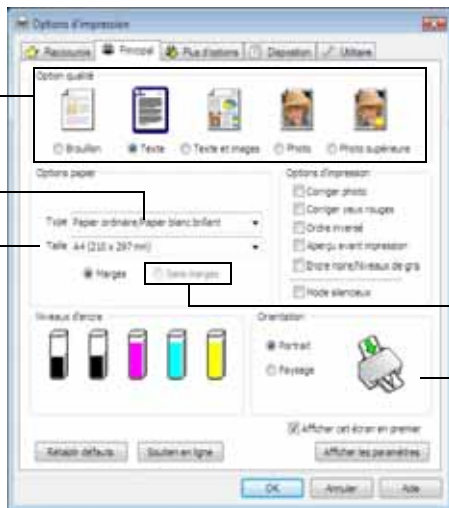 Options d'impression
Raccourcis Principal Plus d'options Disposition Utilitaire
Option qualité
Brouillon Texte Texte et images Photo Photo supérieure
Options papier
Type Papier ordinaire/Papier blanc brillant
Taille A4 (210 x 297 mm)
Marges Sans marges
Options d'impression
Corriger photo
Corriger yeux rouges
Ordre inversé
Aperçu avant impression
Encre noire/Niveaux de gris
Mode silencieux
Niveaux d'encre
Orientation
Portrait
Paysage
Afficher cet écran en premier
Rétablir défauts Soutien en ligne Afficher les paramètres
OK Annuler Aide